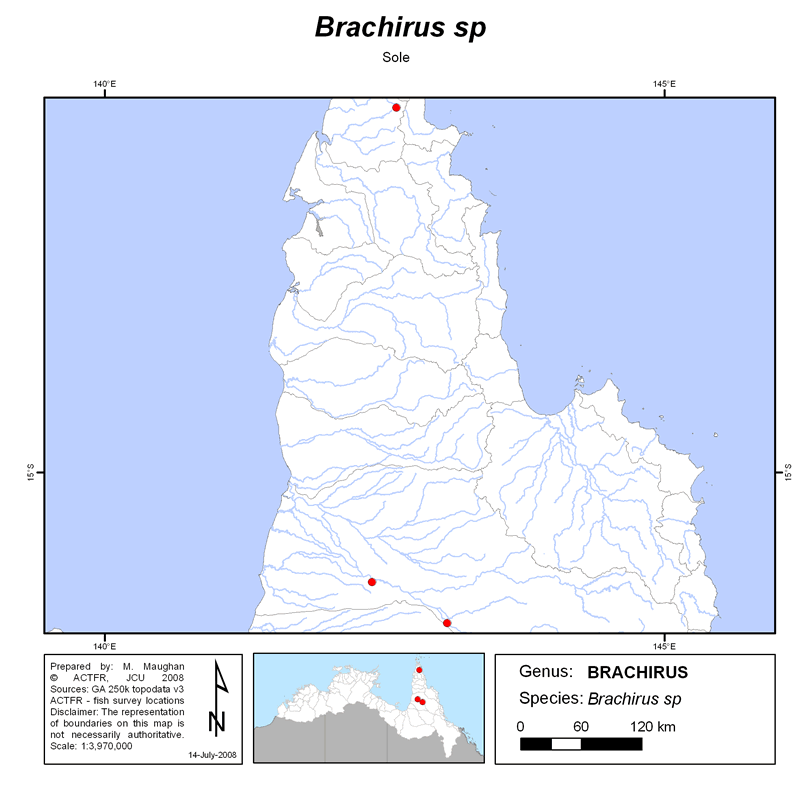 Brachirus sp
Sole
140°E 145°E
15°S 15°S
140°E 145°E
Prepared by: M. Maughan
© ACTFR, JCU 2008
Sources: GA 250k topodata v3
ACTFR - fish survey locations
Disclaimer: The representation
of boundaries on this map is
not necessarily authoritative.
Scale: 1:3,970,000
14-July-2008
N
Genus: BRACHIRUS
Species: Brachirus sp
0 60 120 km